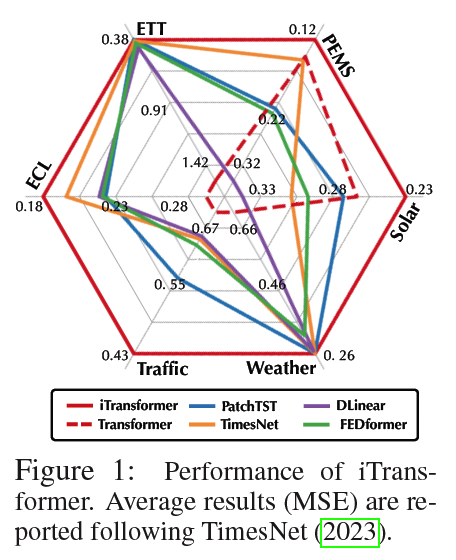 ETT
0.38
0.12
PEMS
0.91
0.22
1.42
0.32
ECL
0.18
0.23
0.28
0.33
0.28
0.23
Solar
0.67
0.66
0.55
0.46
0.43
Traffic
Weather
0.26
iTransformer
PatchTST
DLinear
Transformer
TimesNet
FEDformer
Figure 1: Performance of iTrans-
former. Average results (MSE) are re-
ported following TimesNet (2023).